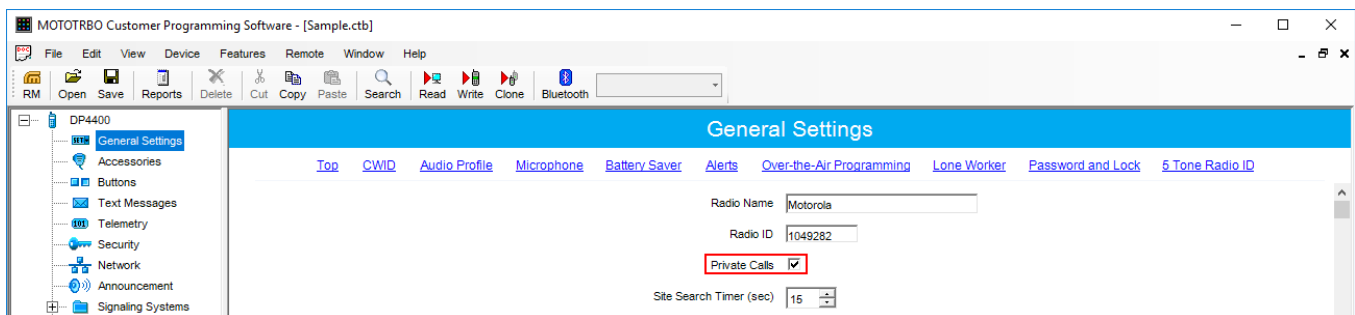 MOTOTRBO Customer Programming Software - [Sample.ctb]
File Edit View Device Features Remote Window Help
RM Open Save Reports Delete Cut Copy Paste Search Read Write Clone Bluetooth
DP4400
General Settings
Accessories
Buttons
Text Messages
Telemetry
Security
Network
Announcement
Signaling Systems
General Settings
Top CWID Audio Profile Microphone Battery Saver Alerts Over-the-Air Programming Lone Worker Password and Lock 5 Tone Radio ID
Radio Name Motorola
Radio ID 1049282
Private Calls
Site Search Timer (sec) 15